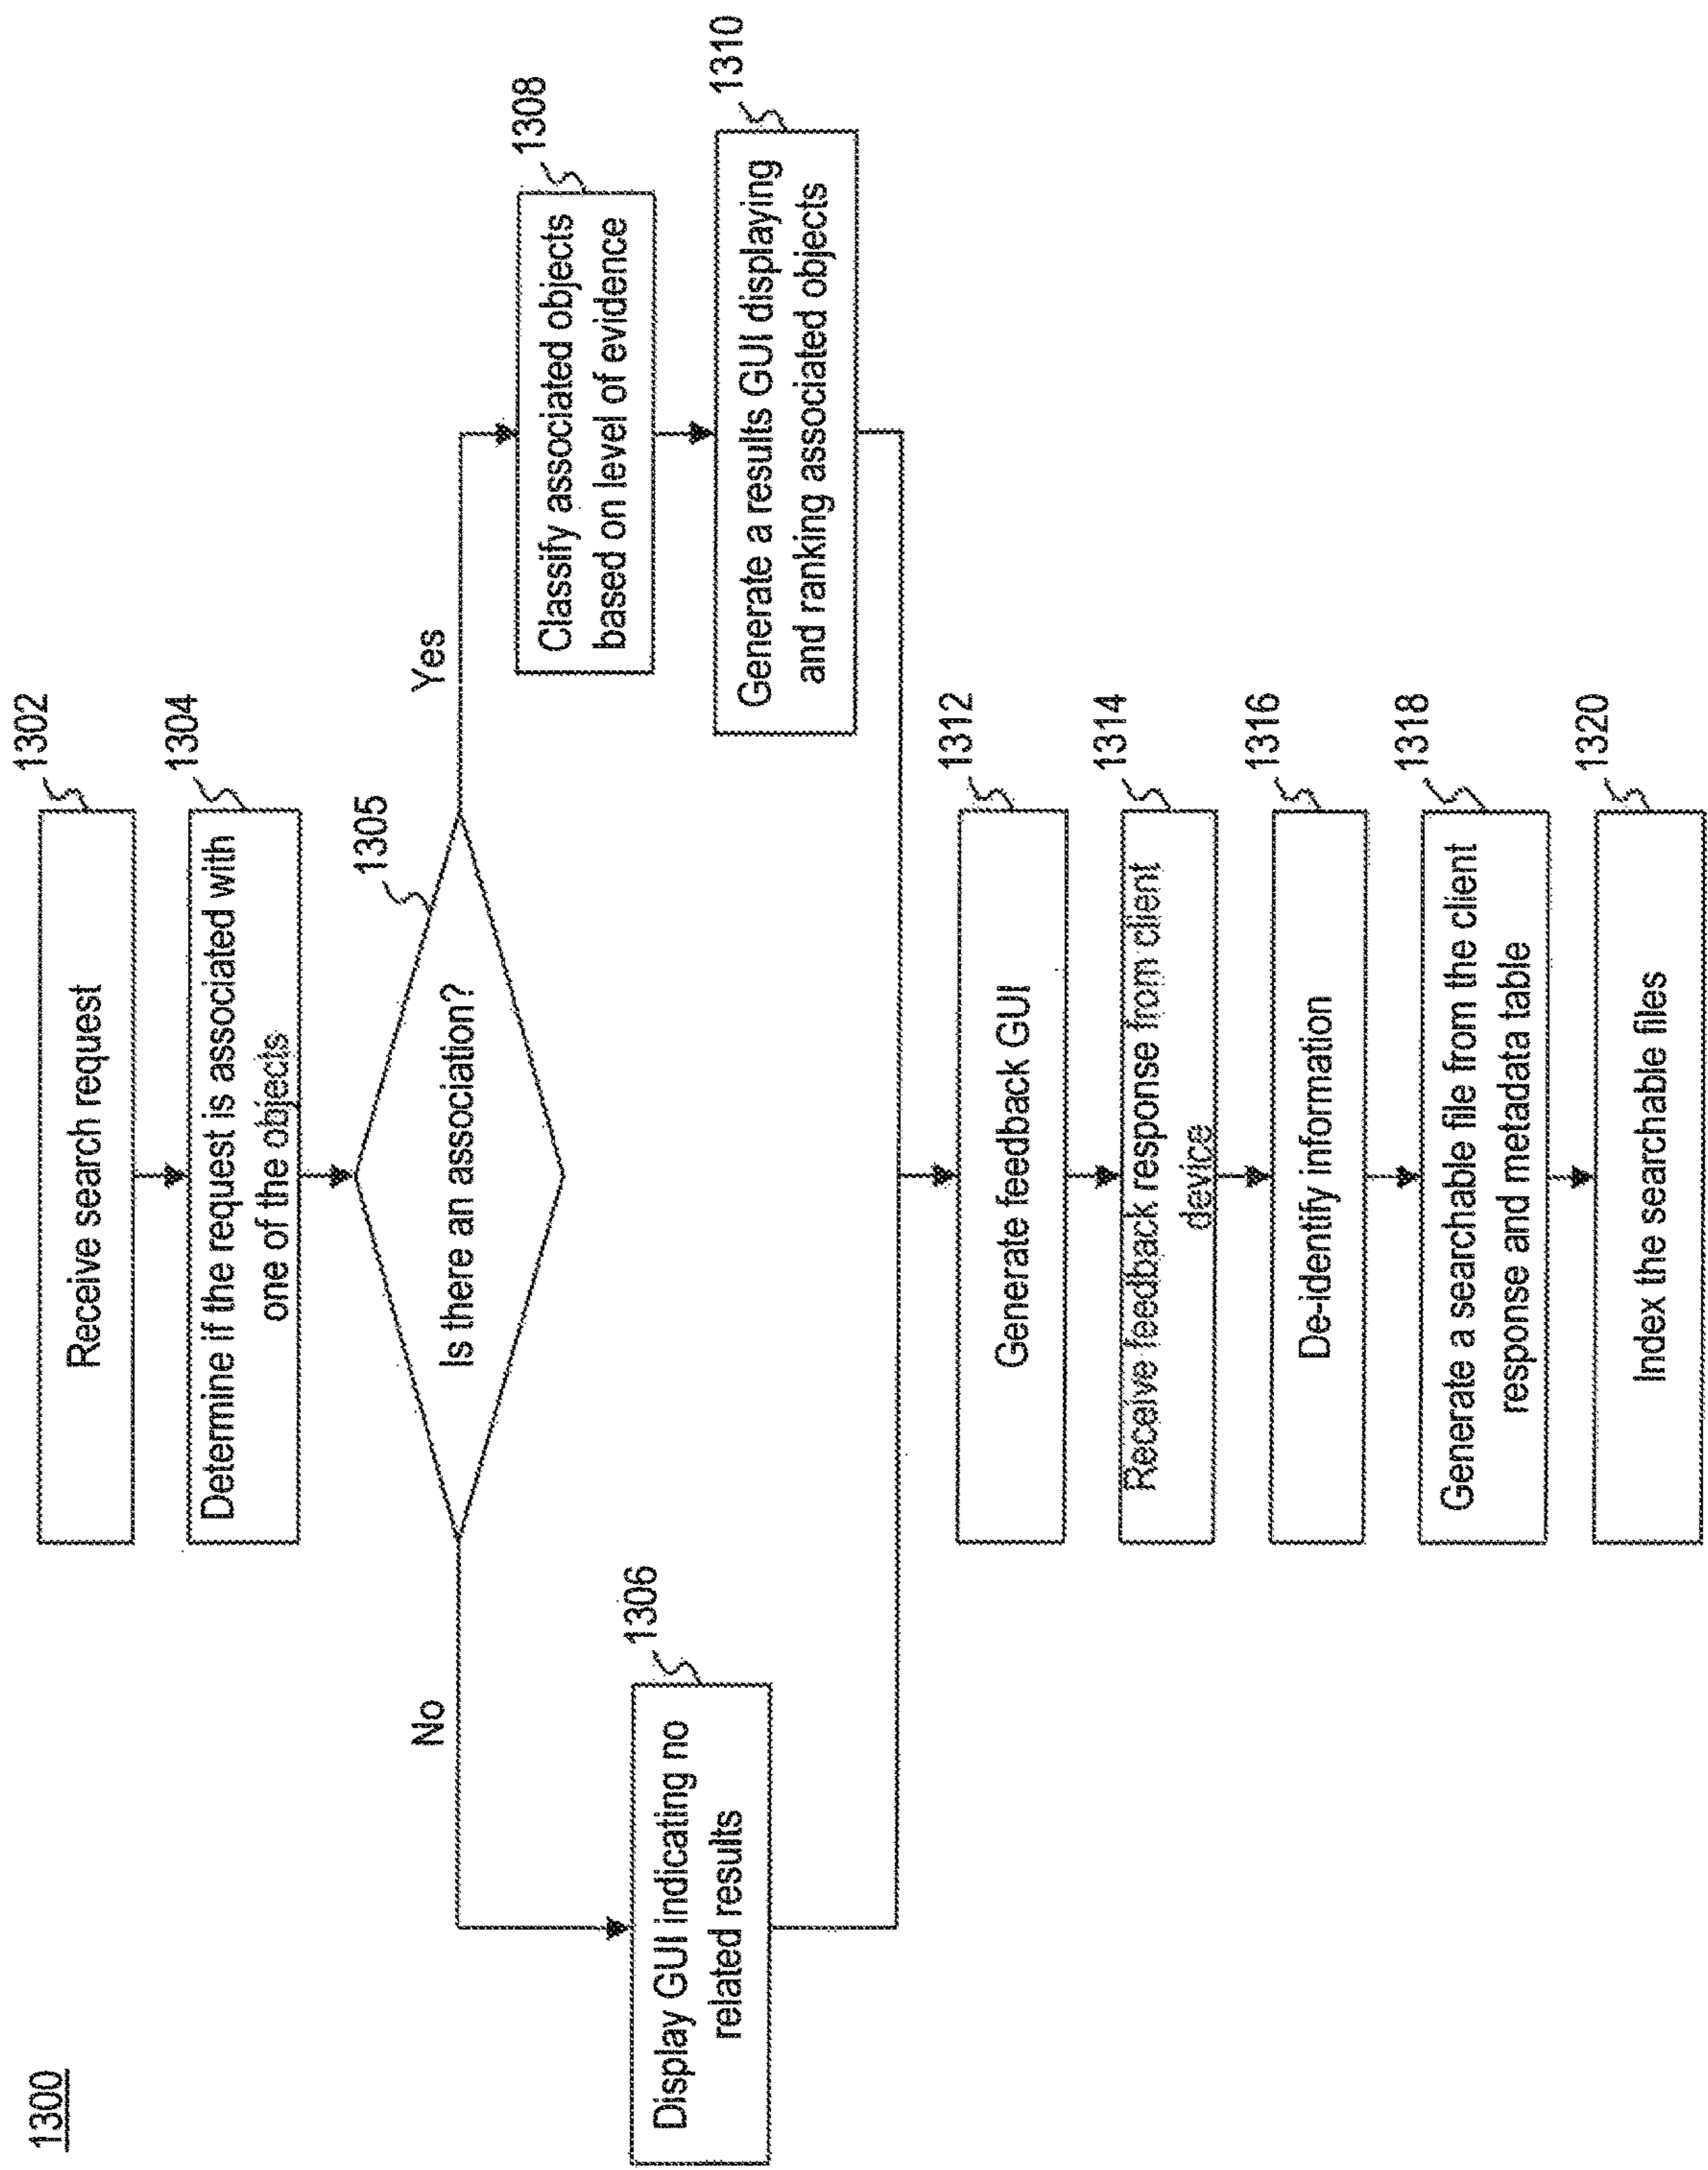 1300
Receive search request
1302
Determine if the request is associated with
one of the objects
1304
Is there an association?
1305
No
Yes
Display GUI indicating no
related results
1306
Classify associated objects
based on level of evidence
1308
Generate a results GUI displaying
and ranking associated objects
1310
Generate feedback GUI
1312
Receive feedback response from client
device
1314
De-identify information
1316
Generate a searchable file from the client
response and metadata table
1318
Index the searchable files
1320